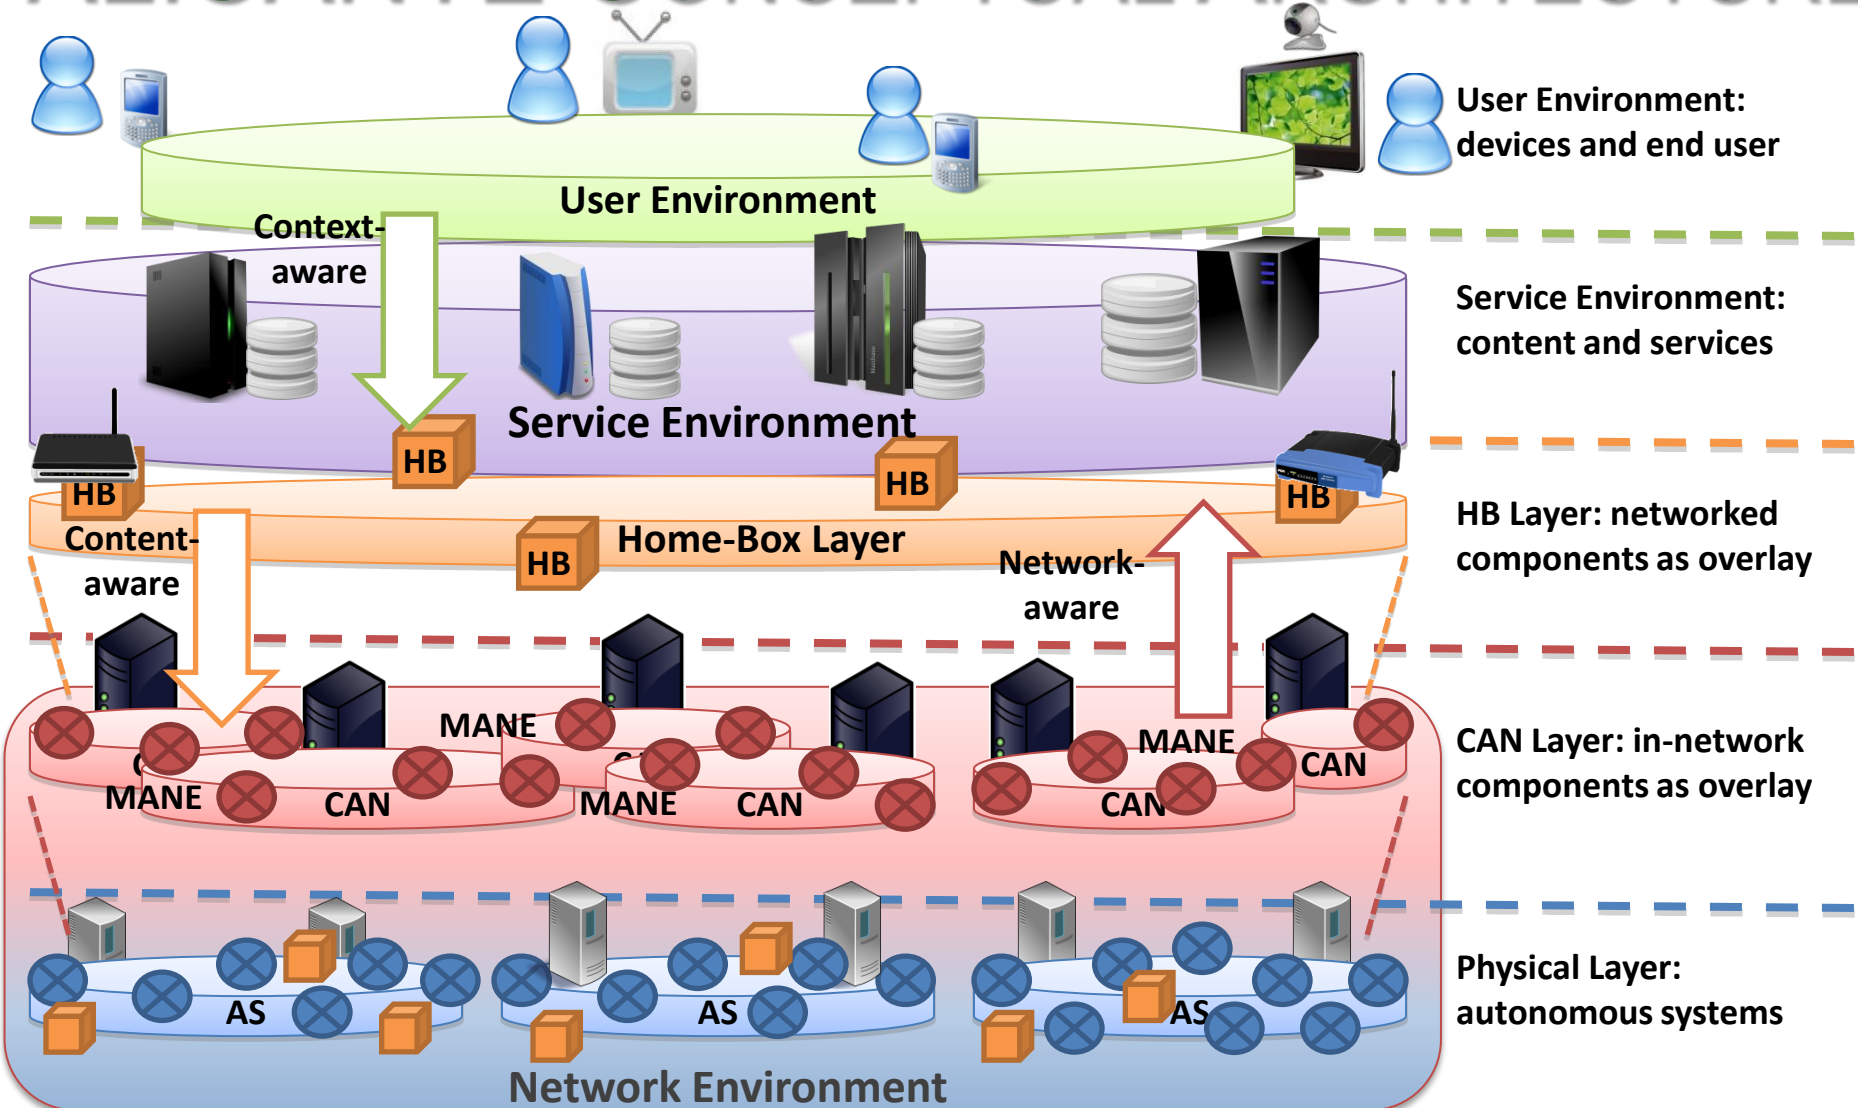 ALICANTE CONCEPTUAL ARCHITECTURE
User Environment:
devices and end user
User Environment
Context-
aware
Service Environment:
content and services
Service Environment
HB
HB
HB
HB
HB
Home-Box Layer
HB Layer: networked
components as overlay
Content-
aware
Network-
aware
MANE
MANE
CAN
CAN Layer: in-network
components as overlay
MANE
CAN
MANE
CAN
CAN
AS
AS
AS
Physical Layer:
autonomous systems
Network Environment